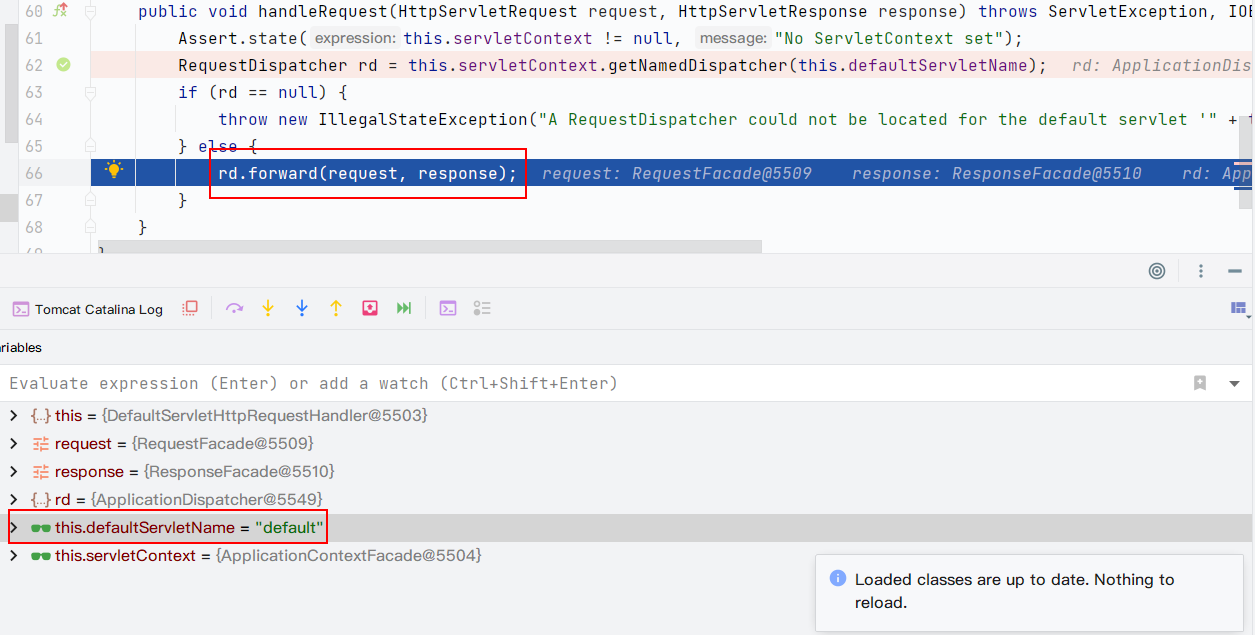 60 public void handleRequest(HttpServletRequest request, HttpServletResponse response) throws ServletException, IOE
61 Assert.state( expression: this.servletContext != null, message: "No ServletContext set");
62 RequestDispatcher rd = this.servletContext.getNamedDispatcher(this.defaultServletName); rd: ApplicationDis
63 if (rd == null) {
64 throw new IllegalStateException("A RequestDispatcher could not be located for the default servlet '" + t
65 } else {
66 rd.forward(request, response); request: RequestFacade@5509 response: ResponseFacade@5510 rd: App
67 }
68 }
69 }
Tomcat Catalina Log
riables
Evaluate expression (Enter) or add a watch (Ctrl+Shift+Enter)
{...} this = {DefaultServletHttpRequestHandler@5503}
request = {RequestFacade@5509}
response = {ResponseFacade@5510}
{...} rd = {ApplicationDispatcher@5549}
this.defaultServletName = "default"
this.servletContext = {ApplicationContextFacade@5504}
Loaded classes are up to date. Nothing to
reload.